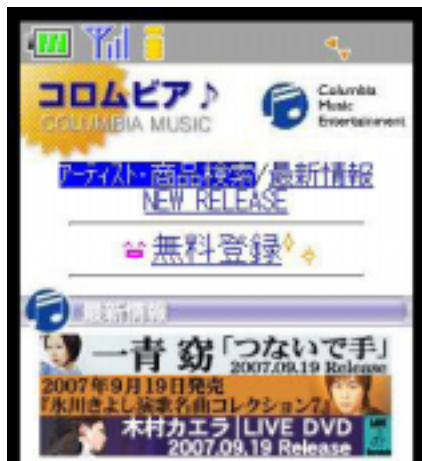 コロムビア♪
COLUMBIA MUSIC
Columbia
Music
Entertainment
アーティスト・商品検索/最新情報
NEW RELEASE
無料登録
最新情報
一青 窈「つないで手」
2007.09.19 Release
2007年9月19日発売
『氷川きよし演歌名曲コレクション7』
木村カエラ|LIVE DVD
2007.09.19 Release